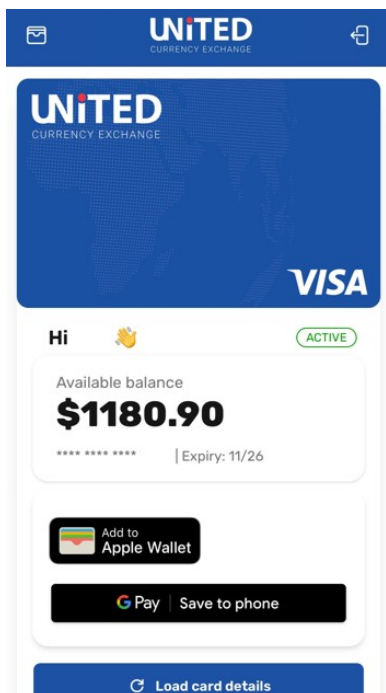 UNiTED
CURRENCY EXCHANGE
UNiTED
CURRENCY EXCHANGE
VISA
Hi
ACTIVE
Available balance
$1180.90
**** **** **** | Expiry: 11/26
Add to
Apple Wallet
G Pay | Save to phone
Load card details